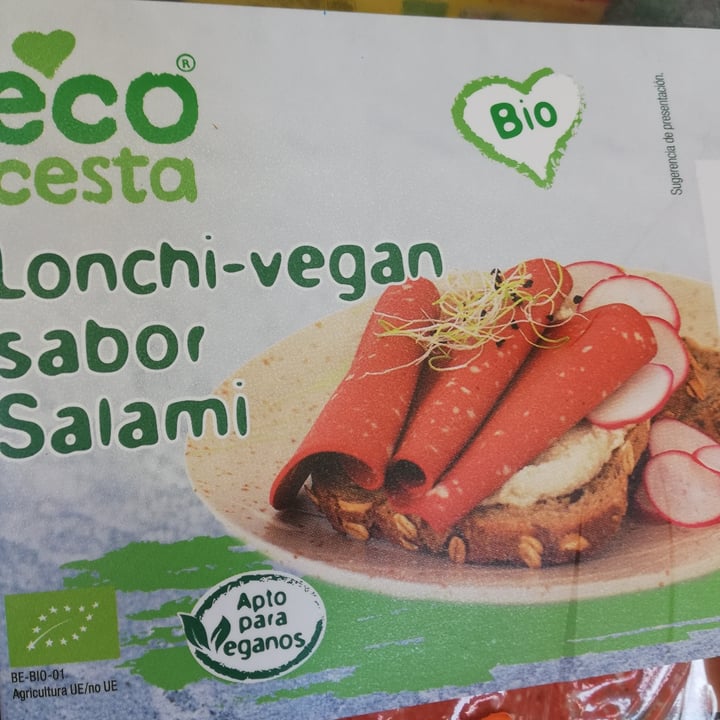 eco®
cesta
Bio
Sugerencia de presentación.
Lonchi-vegan
sabor
Salami
Apto
para
Veganos
BE-BIO-01
Agricultura UE/no UE